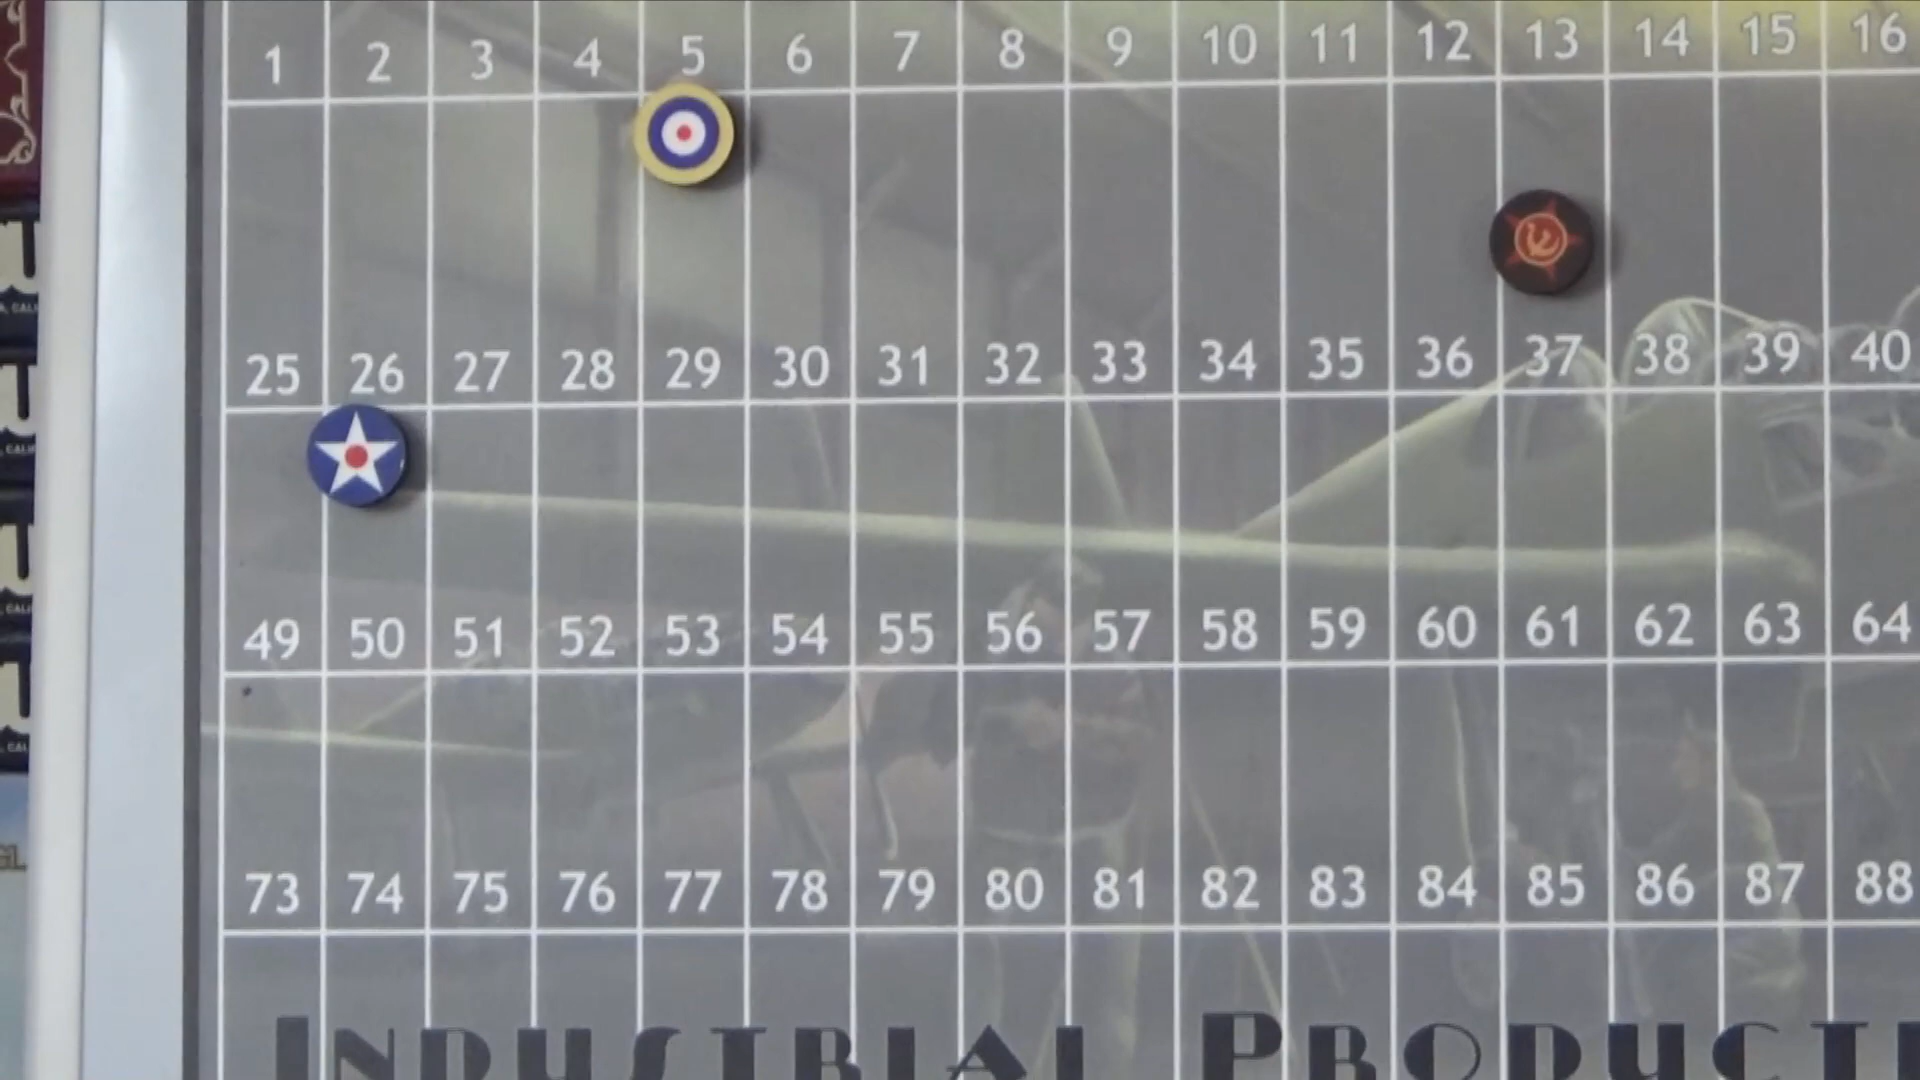 1 2 3 4 5 6 7 8 9 10 11 12 13 14 15 16
25 26 27 28 29 30 31 32 33 34 35 36 37 38 39 40
49 50 51 52 53 54 55 56 57 58 59 60 61 62 63 64
73 74 75 76 77 78 79 80 81 82 83 84 85 86 87 88
INDUSTRIAL PRODUCTI